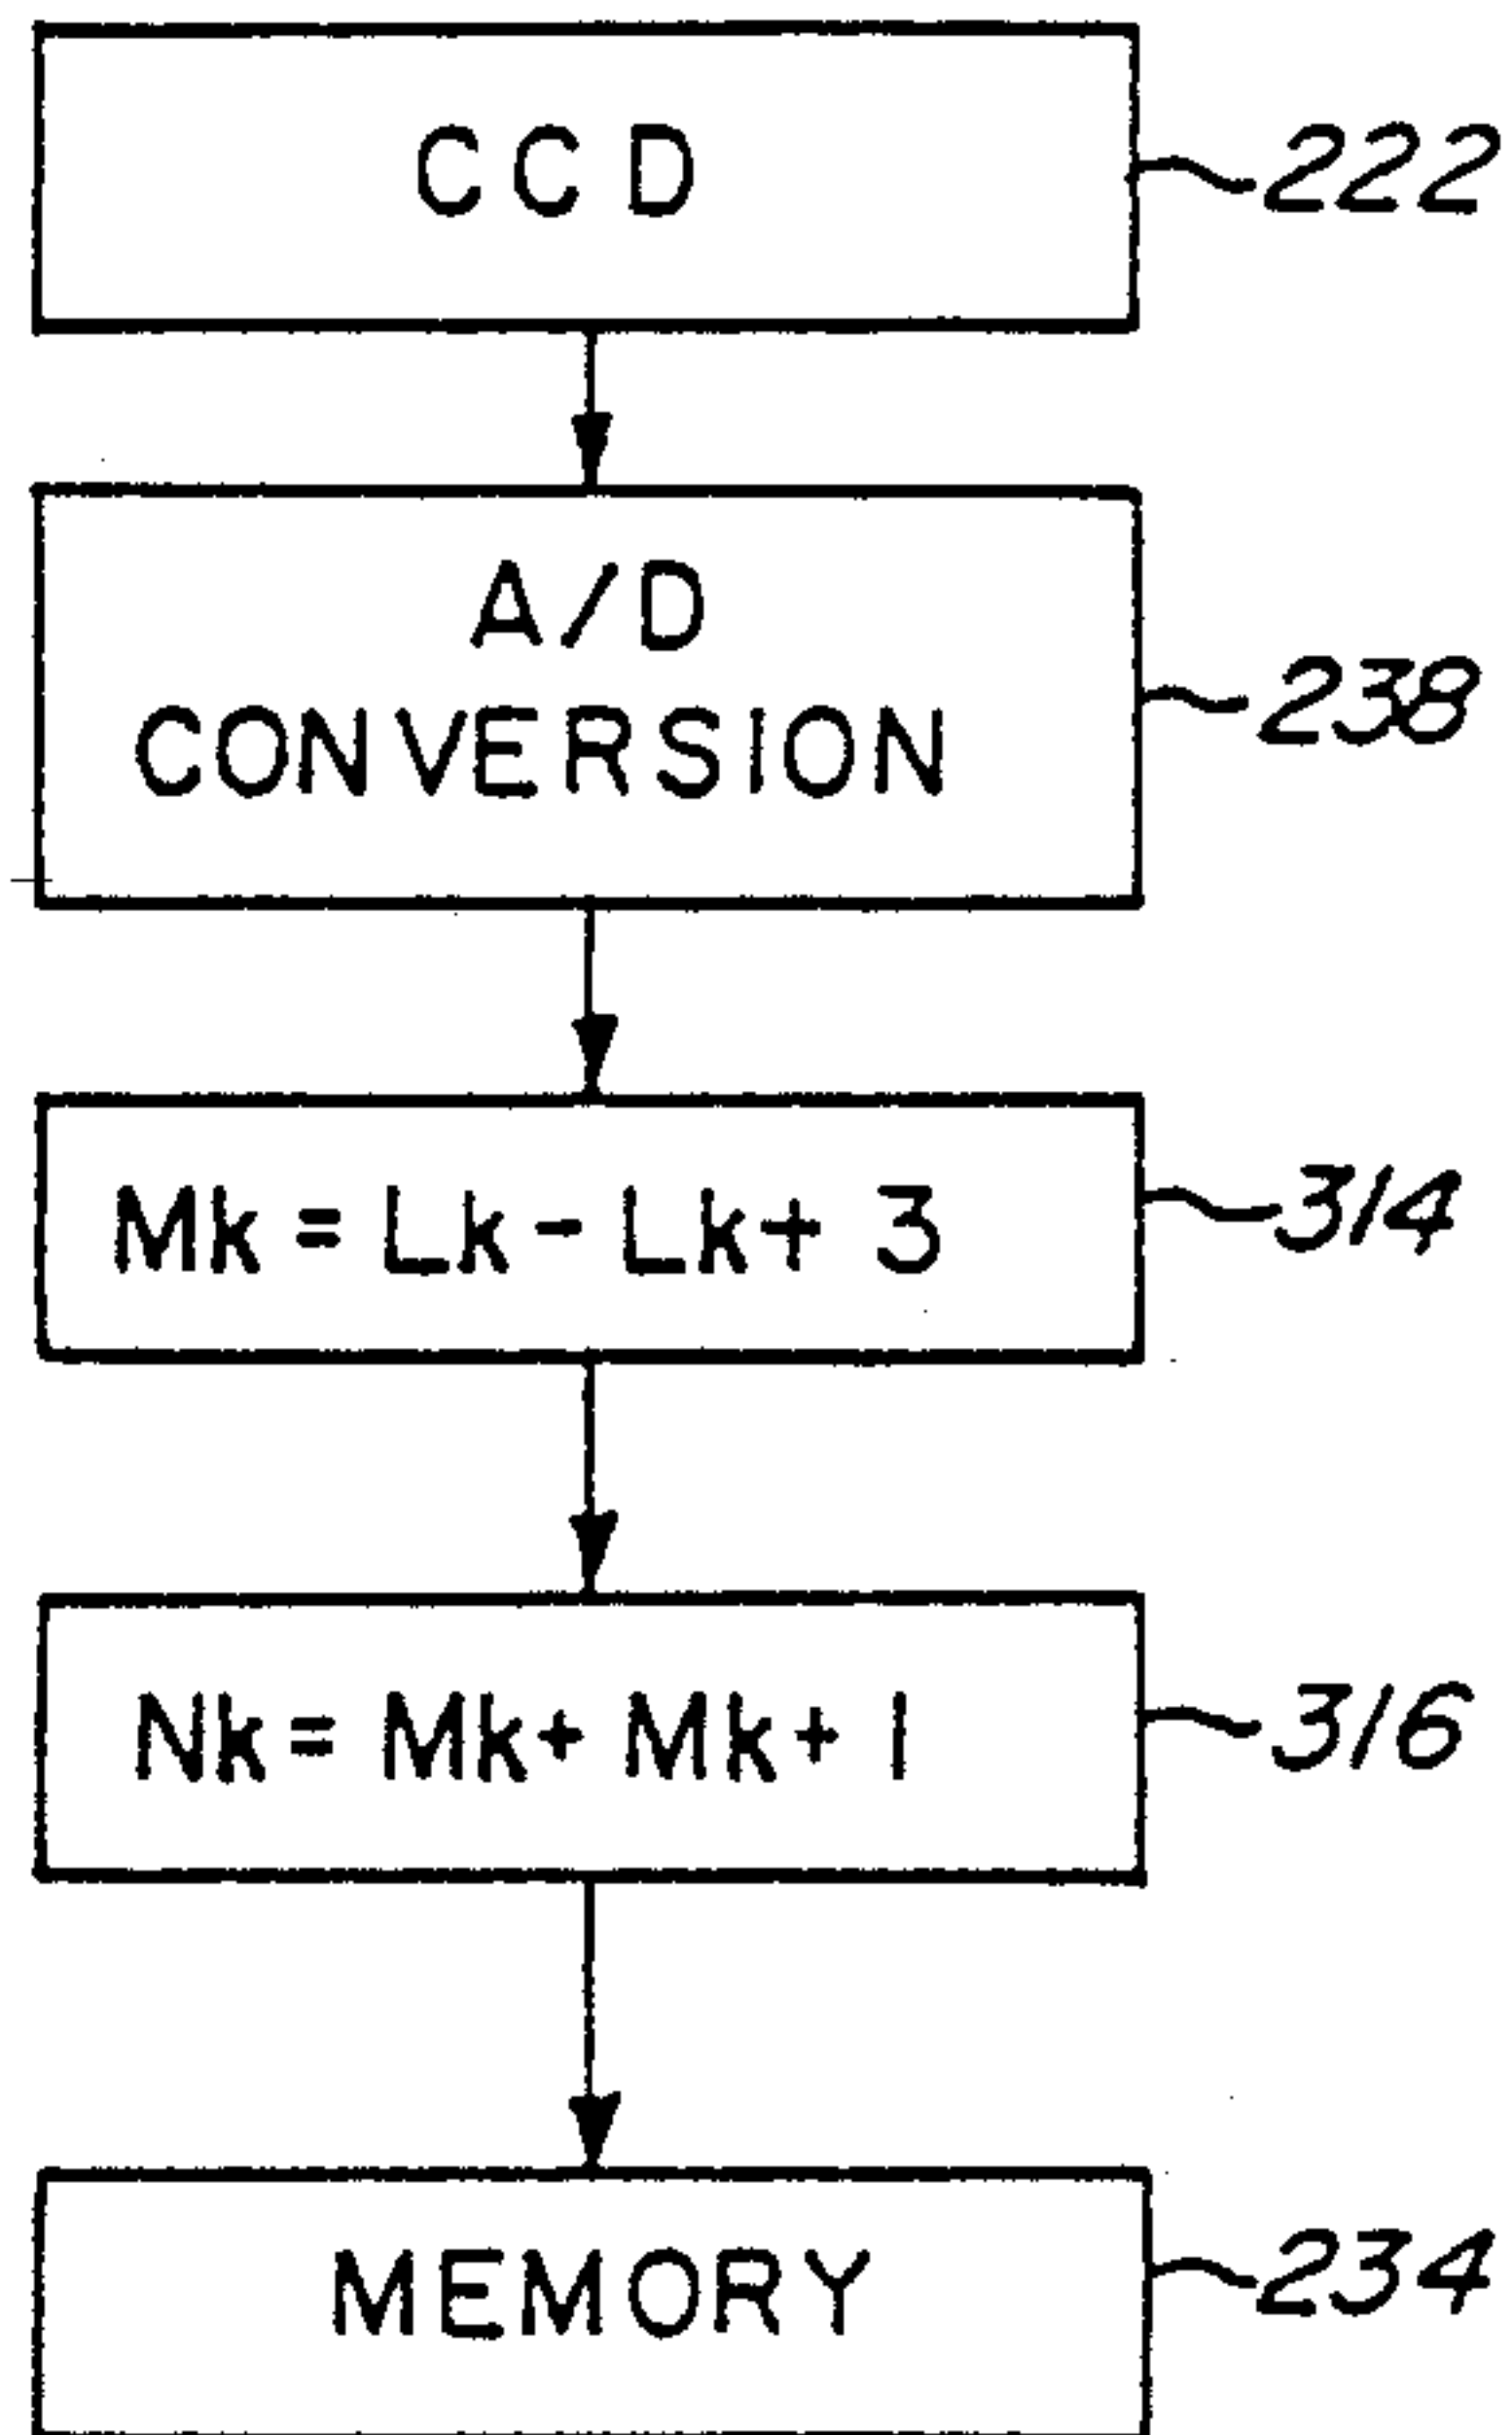 CCD
222
A/D
CONVERSION
238
Mk = Lk - Lk + 3
314
Nk = Mk + Mk + 1
316
MEMORY
234